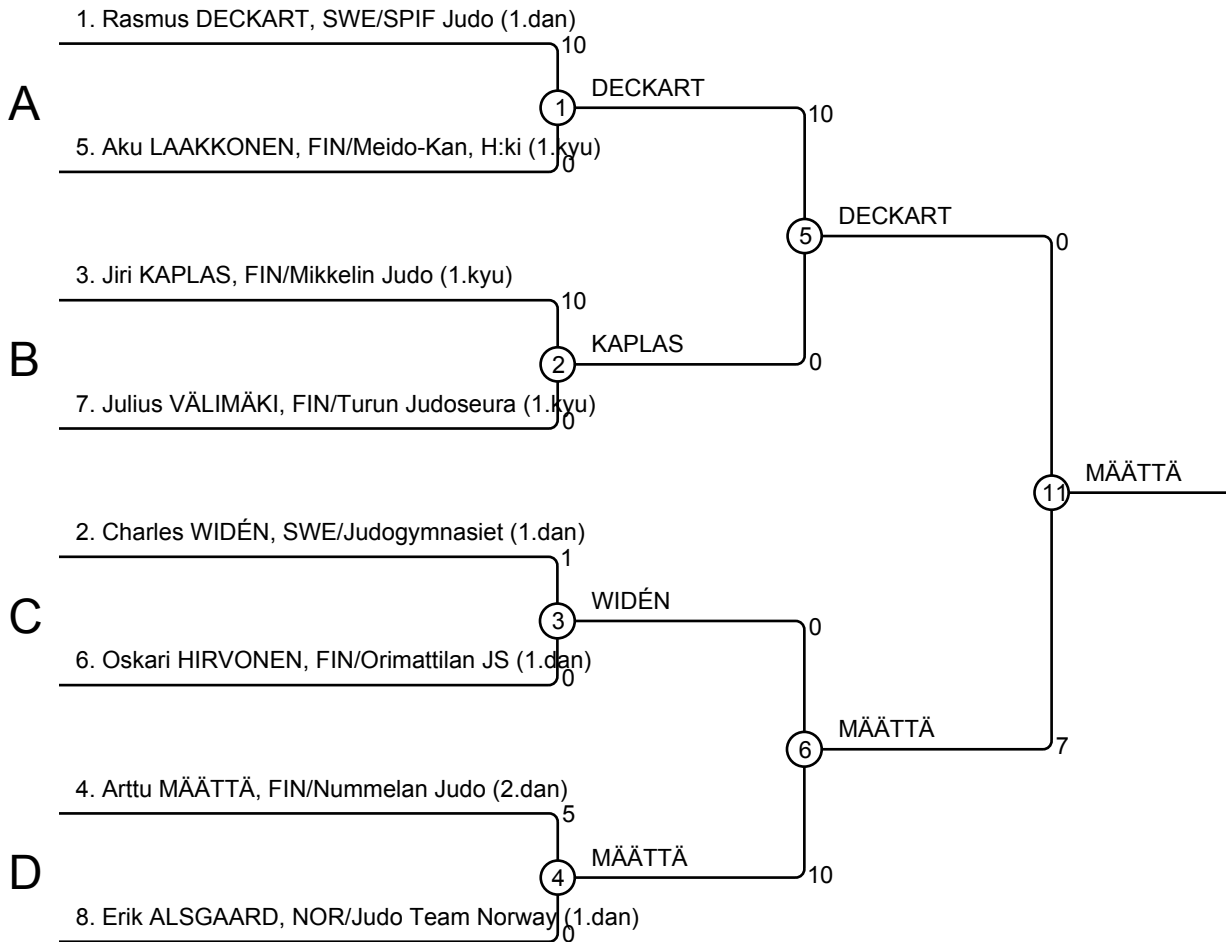 1. Rasmus DECKART, SWE/SPIF Judo (1.dan)
10
A
1
DECKART
10
5. Aku LAAKKONEN, FIN/Meido-Kan, H:ki (1.kyu)
0
5
DECKART
0
3. Jiri KAPLAS, FIN/Mikkelin Judo (1.kyu)
10
B
2
KAPLAS
0
7. Julius VÄLIMÄKI, FIN/Turun Judoseura (1.kyu)
0
11
MÄÄTTÄ
2. Charles WIDÉN, SWE/Judogymnasiet (1.dan)
1
C
3
WIDÉN
0
6. Oskari HIRVONEN, FIN/Orimattilan JS (1.dan)
0
6
MÄÄTTÄ
7
4. Arttu MÄÄTTÄ, FIN/Nummelan Judo (2.dan)
5
D
4
MÄÄTTÄ
10
8. Erik ALSGAARD, NOR/Judo Team Norway (1.dan)
0